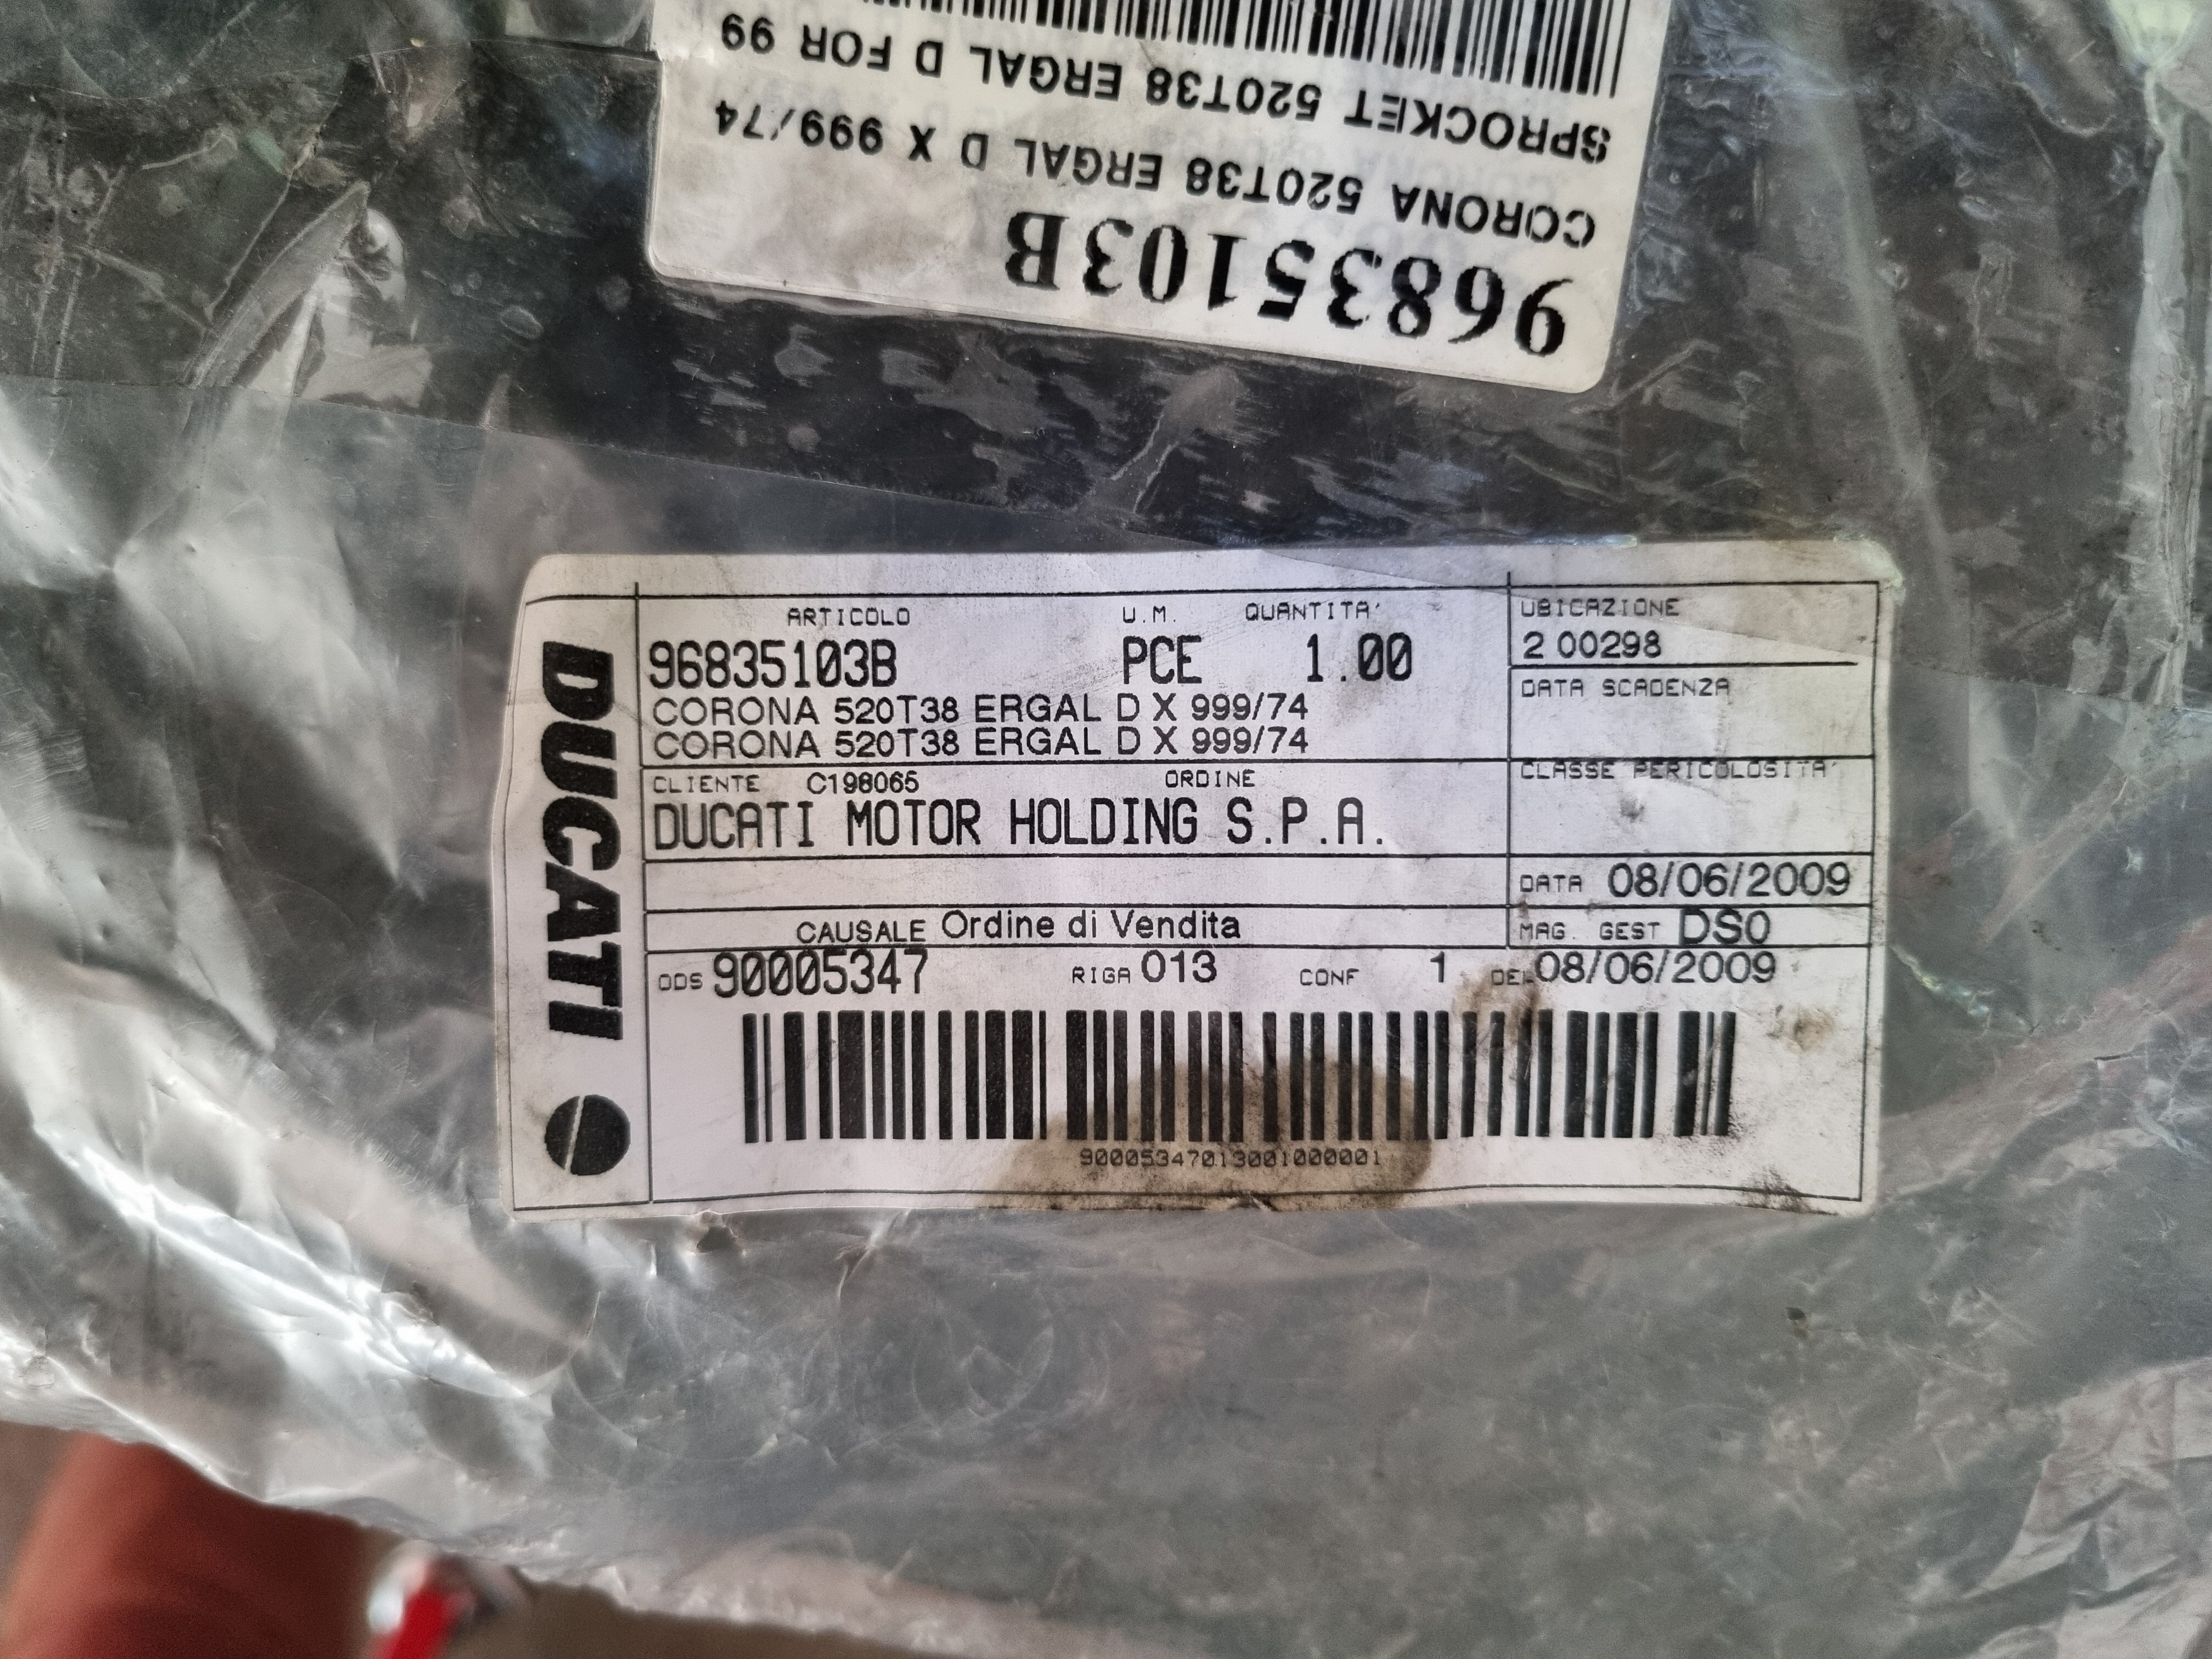 96835103B
CORONA 520T38 ERGAL D X 999/74
SPROCKET 520T38 ERGAL D FOR 99
DUCATI
ARTICOLO U.M. QUANTITA' UBICAZIONE
96835103B PCE 1.00 2 00298
CORONA 520T38 ERGAL D X 999/74 DATA SCADENZA
CORONA 520T38 ERGAL D X 999/74
CLIENTE C198065 ORDINE CLASSE PERICOLOSITA'
DUCATI MOTOR HOLDING S.P.A.
DATA 08/06/2009
CAUSALE Ordine di Vendita MAG. GEST DS0
ODS 90005347 RIGA 013 CONF 1 DEL 08/06/2009
90005347013001000001